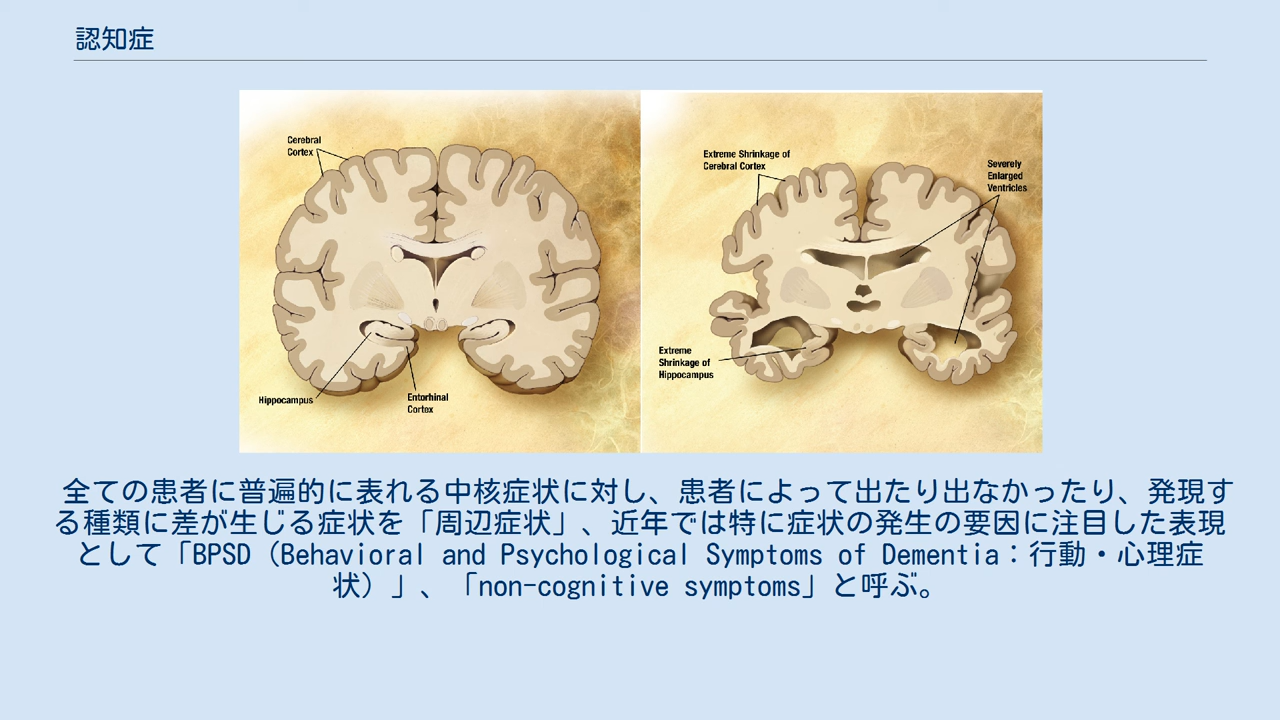 認知症
Cerebral
Cortex
Hippocampus
Entorhinal
Cortex
Extreme Shrinkage of
Cerebral Cortex
Severely
Enlarged
Ventricles
Extreme
Shrinkage of
Hippocampus
全ての患者に普遍的に表れる中核症状に対し、患者によって出たり出なかったり、発現す
る種類に差が生じる症状を「周辺症状」、近年では特に症状の発生の要因に注目した表現
として「BPSD（Behavioral and Psychological Symptoms of Dementia：行動・心理症
状）」、「non-cognitive symptoms」と呼ぶ。